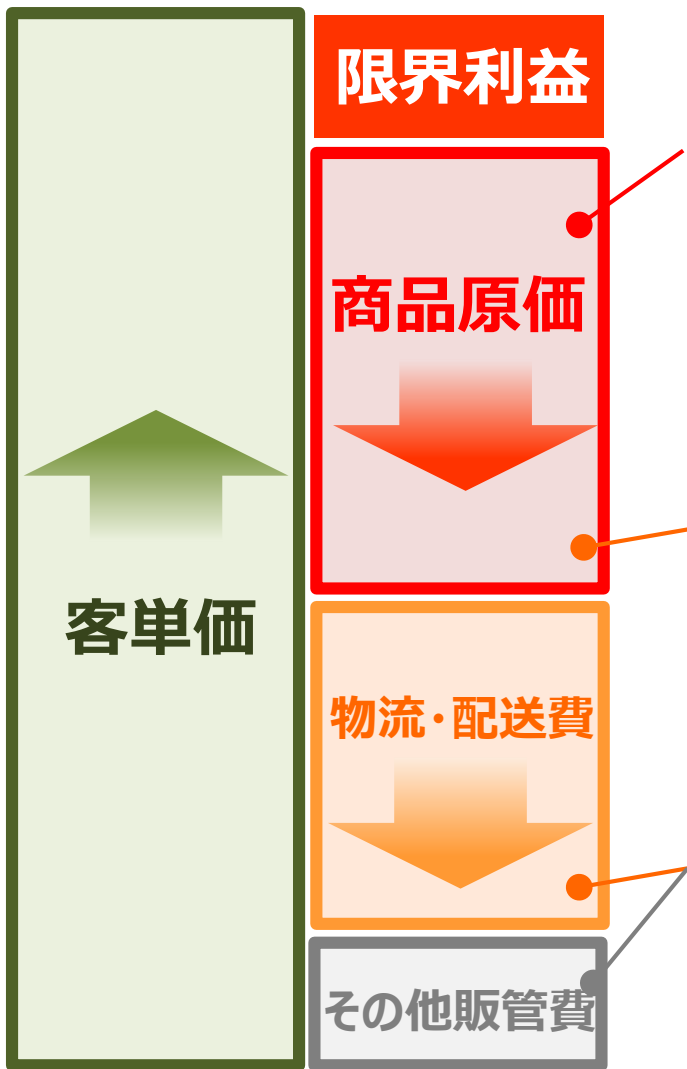 限界利益
商品原価
客単価
物流・配送費
その他販管費